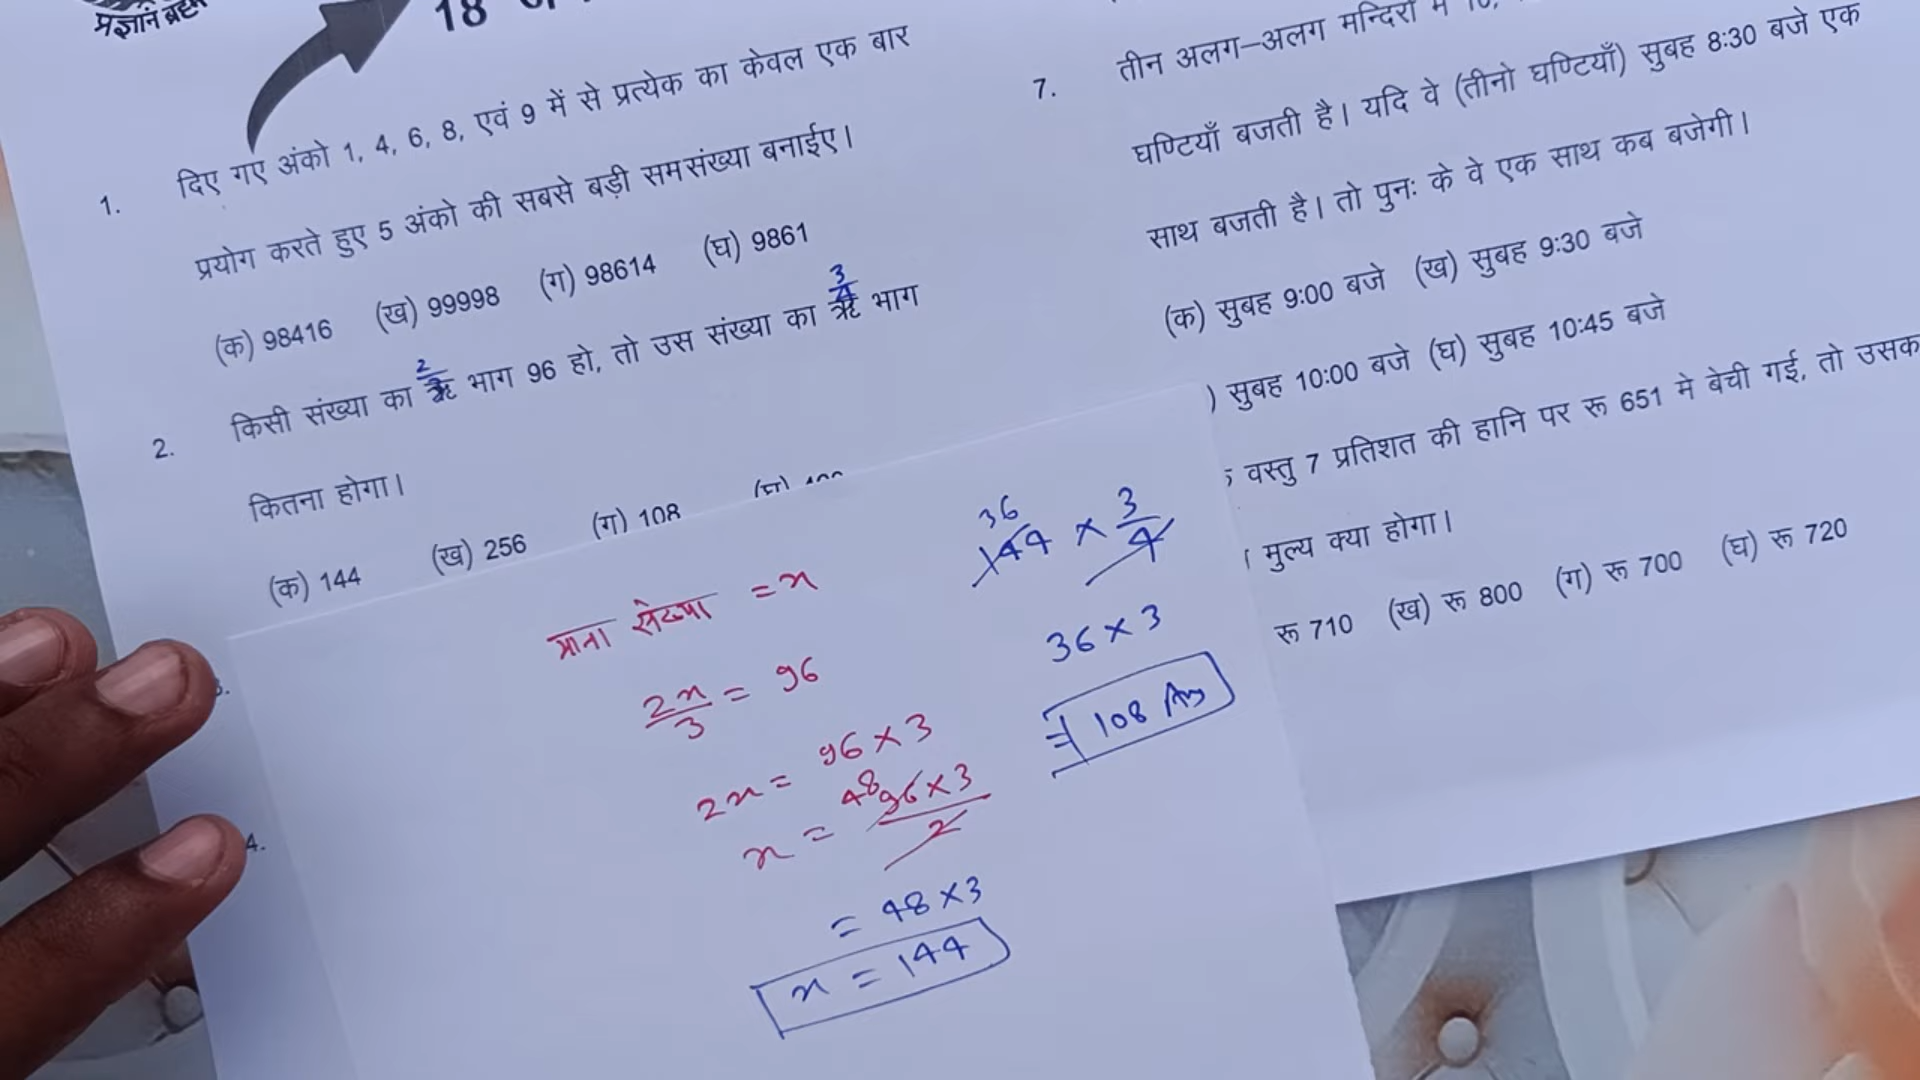 प्रज्ञानं ब्रह्म
18
1. दिए गए अंको 1, 4, 6, 8, एवं 9 में से प्रत्येक का केवल एक बार
प्रयोग करते हुए 5 अंको की सबसे बड़ी समसंख्या बनाईए।
(क) 98416 (ख) 99998 (ग) 98614 (घ) 9861
2. किसी संख्या का 2/3 भाग 96 हो, तो उस संख्या का 3/4 भाग
कितना होगा।
(क) 144 (ख) 256 (ग) 108 (घ)
4.
माना संख्या = x
2x/3 = 96
2x = 96 × 3
x = 48 96 × 3 / 2
= 48 × 3
x = 144
36
144 × 3/4
36 × 3
= 108 Ans
7. तीन अलग–अलग मन्दिरों में
घण्टियाँ बजती है। यदि वे (तीनो घण्टियाँ) सुबह 8:30 बजे एक
साथ बजती है। तो पुनः के वे एक साथ कब बजेगी।
(क) सुबह 9:00 बजे (ख) सुबह 9:30 बजे
) सुबह 10:00 बजे (घ) सुबह 10:45 बजे
वस्तु 7 प्रतिशत की हानि पर रू 651 मे बेची गई, तो
मुल्य क्या होगा।
रू 710 (ख) रू 800 (ग) रू 700 (घ) रू 720